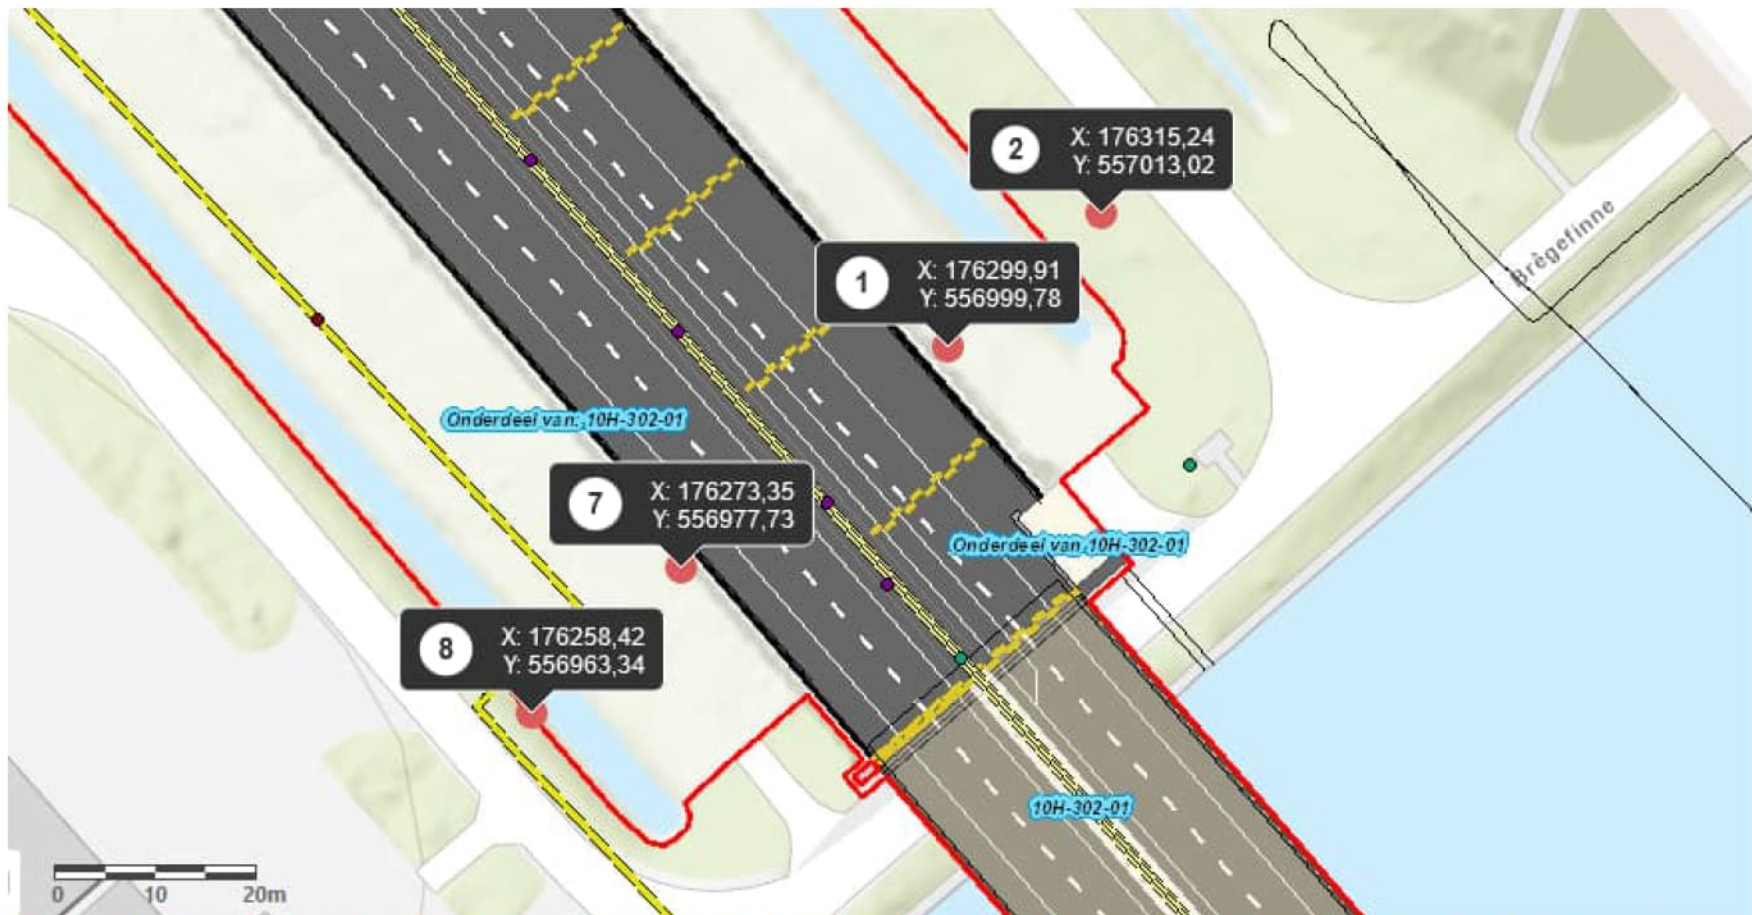 2
X: 176315,24
Y: 557013,02
1
X: 176299,91
Y: 556999,78
Brêgefinne
Onderdeel van: 10H-302-01
7
X: 176273,35
Y: 556977,73
Onderdeel van 10H-302-01
8
X: 176258,42
Y: 556963,34
10H-302-01
0 10 20m